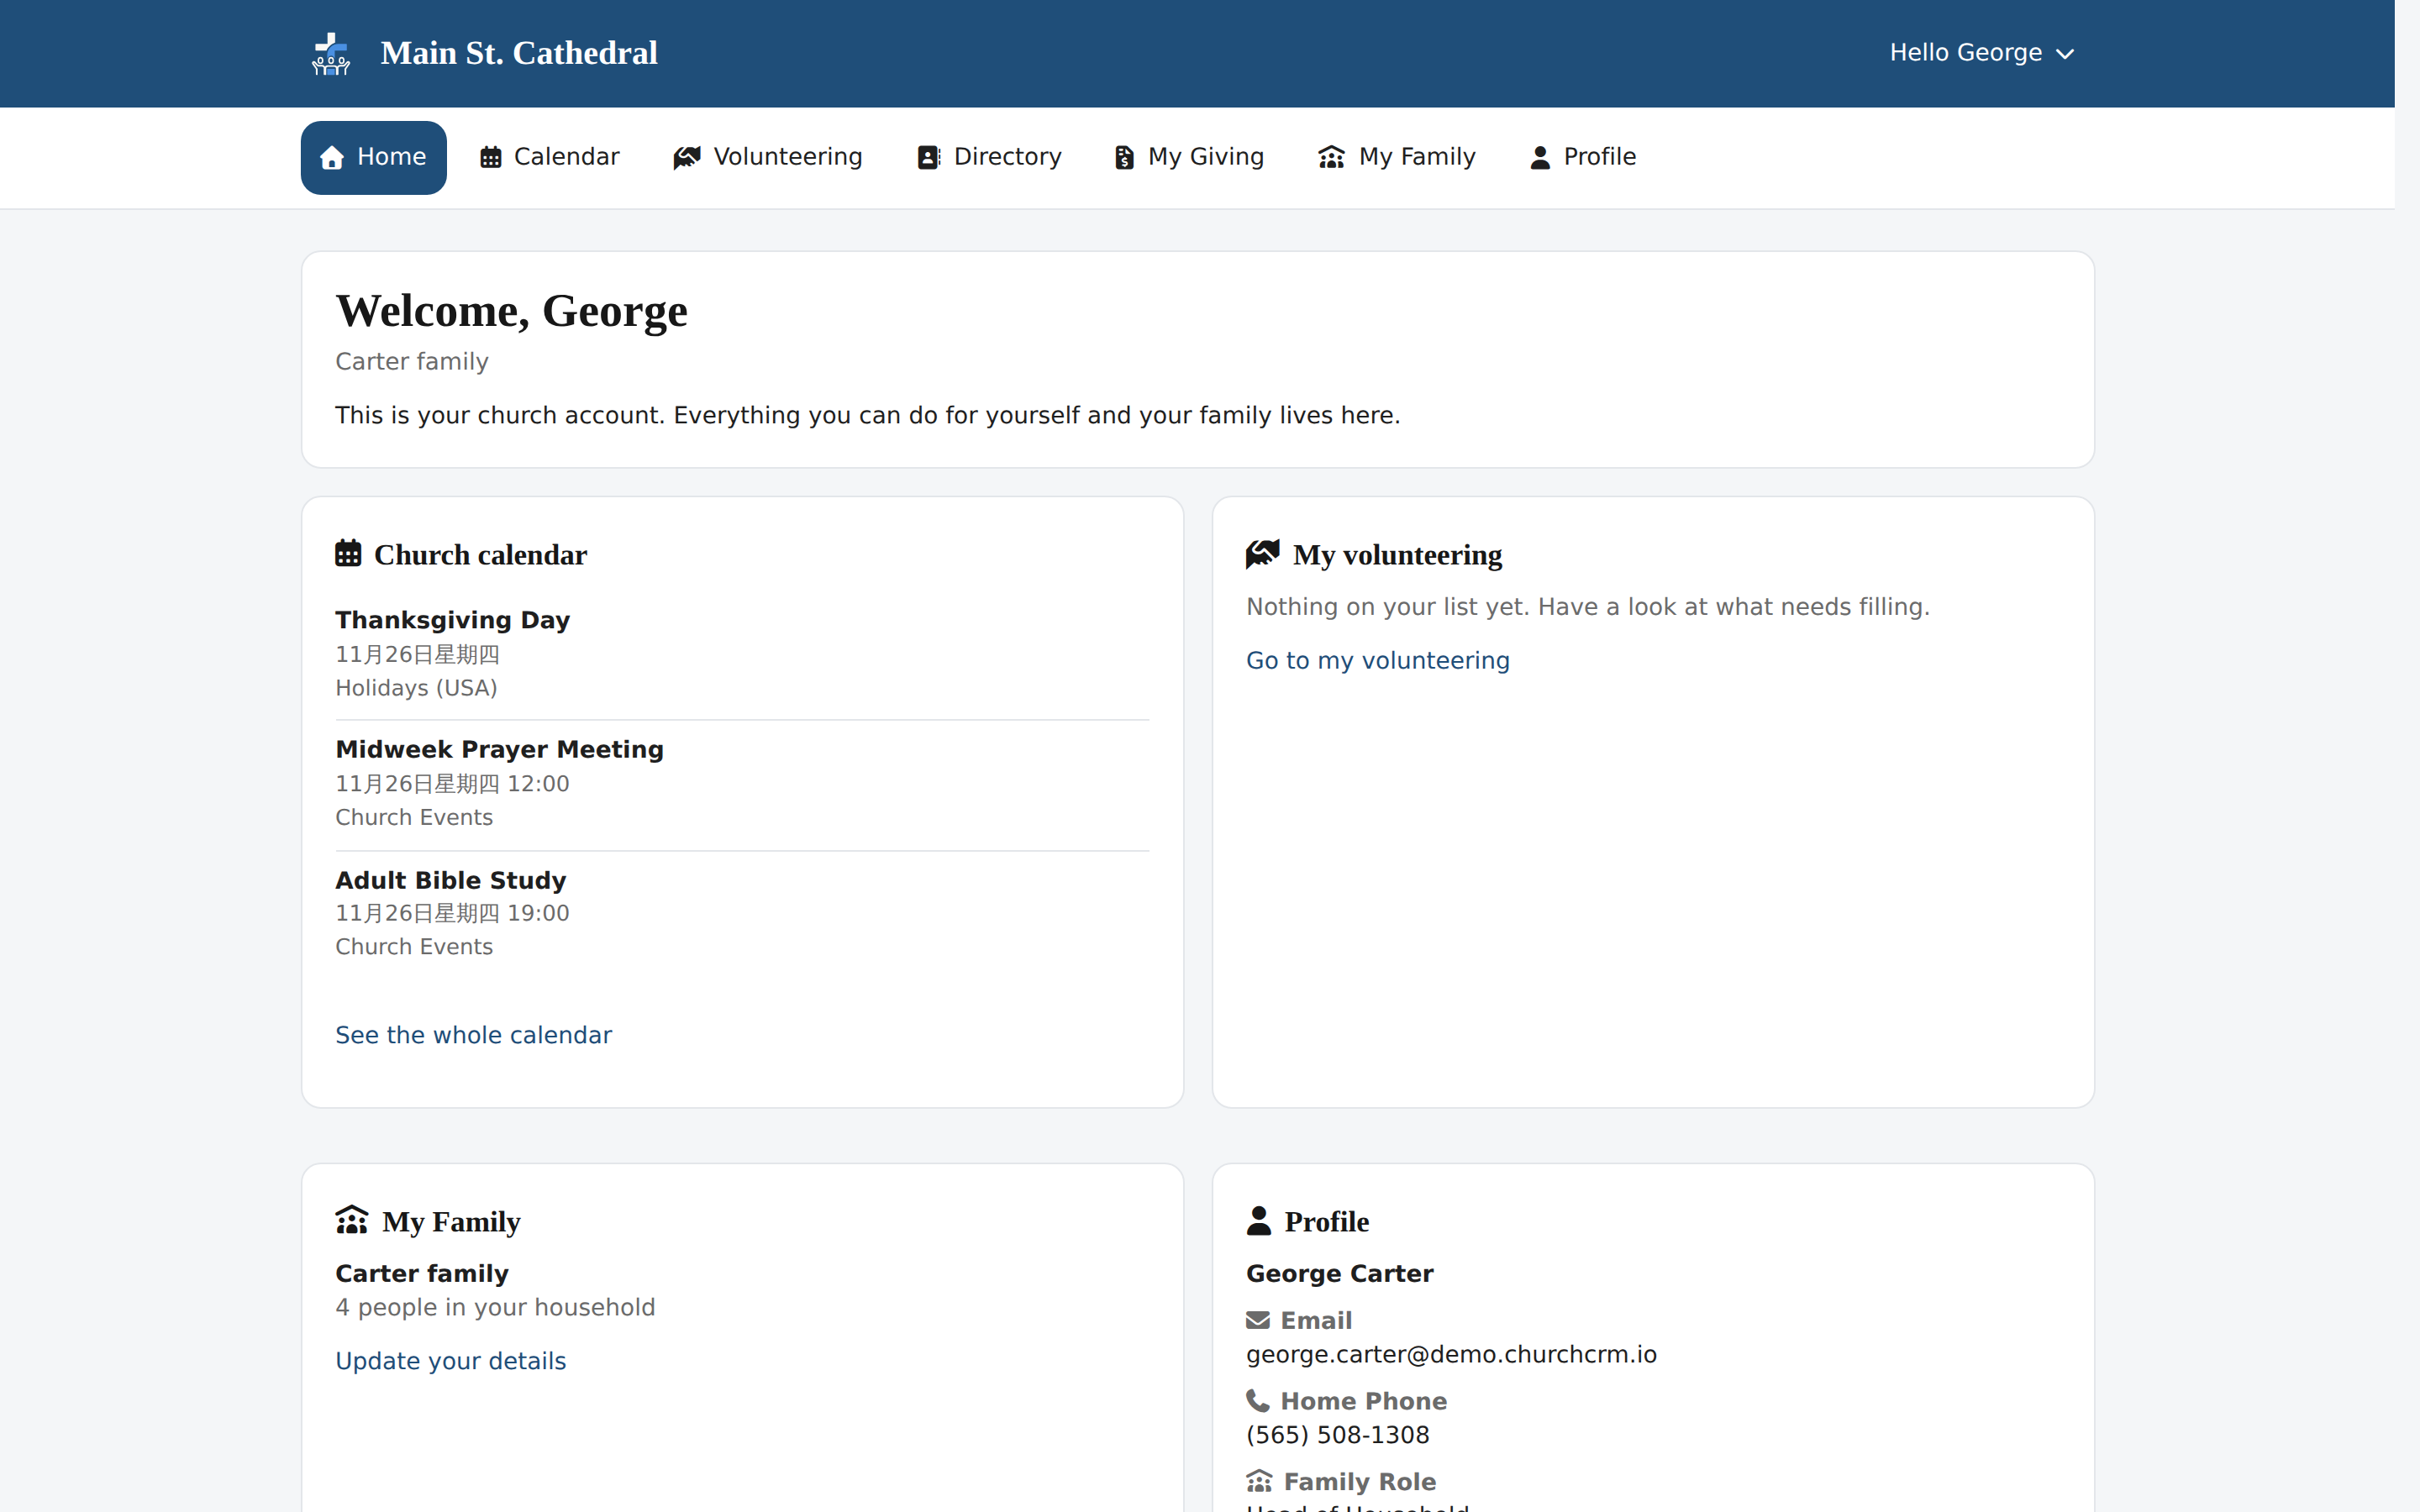 Main St. Cathedral
Hello George
Home
Calendar
Volunteering
Directory
My Giving
My Family
Profile
Welcome, George
Carter family
This is your church account. Everything you can do for yourself and your family lives here.
Church calendar
Thanksgiving Day
11月26日星期四
Holidays (USA)
Midweek Prayer Meeting
11月26日星期四 12:00
Church Events
Adult Bible Study
11月26日星期四 19:00
Church Events
See the whole calendar
My volunteering
Nothing on your list yet. Have a look at what needs filling.
Go to my volunteering
My Family
Carter family
4 people in your household
Update your details
Profile
George Carter
Email
george.carter@demo.churchcrm.io
Home Phone
(565) 508-1308
Family Role
Head of Household